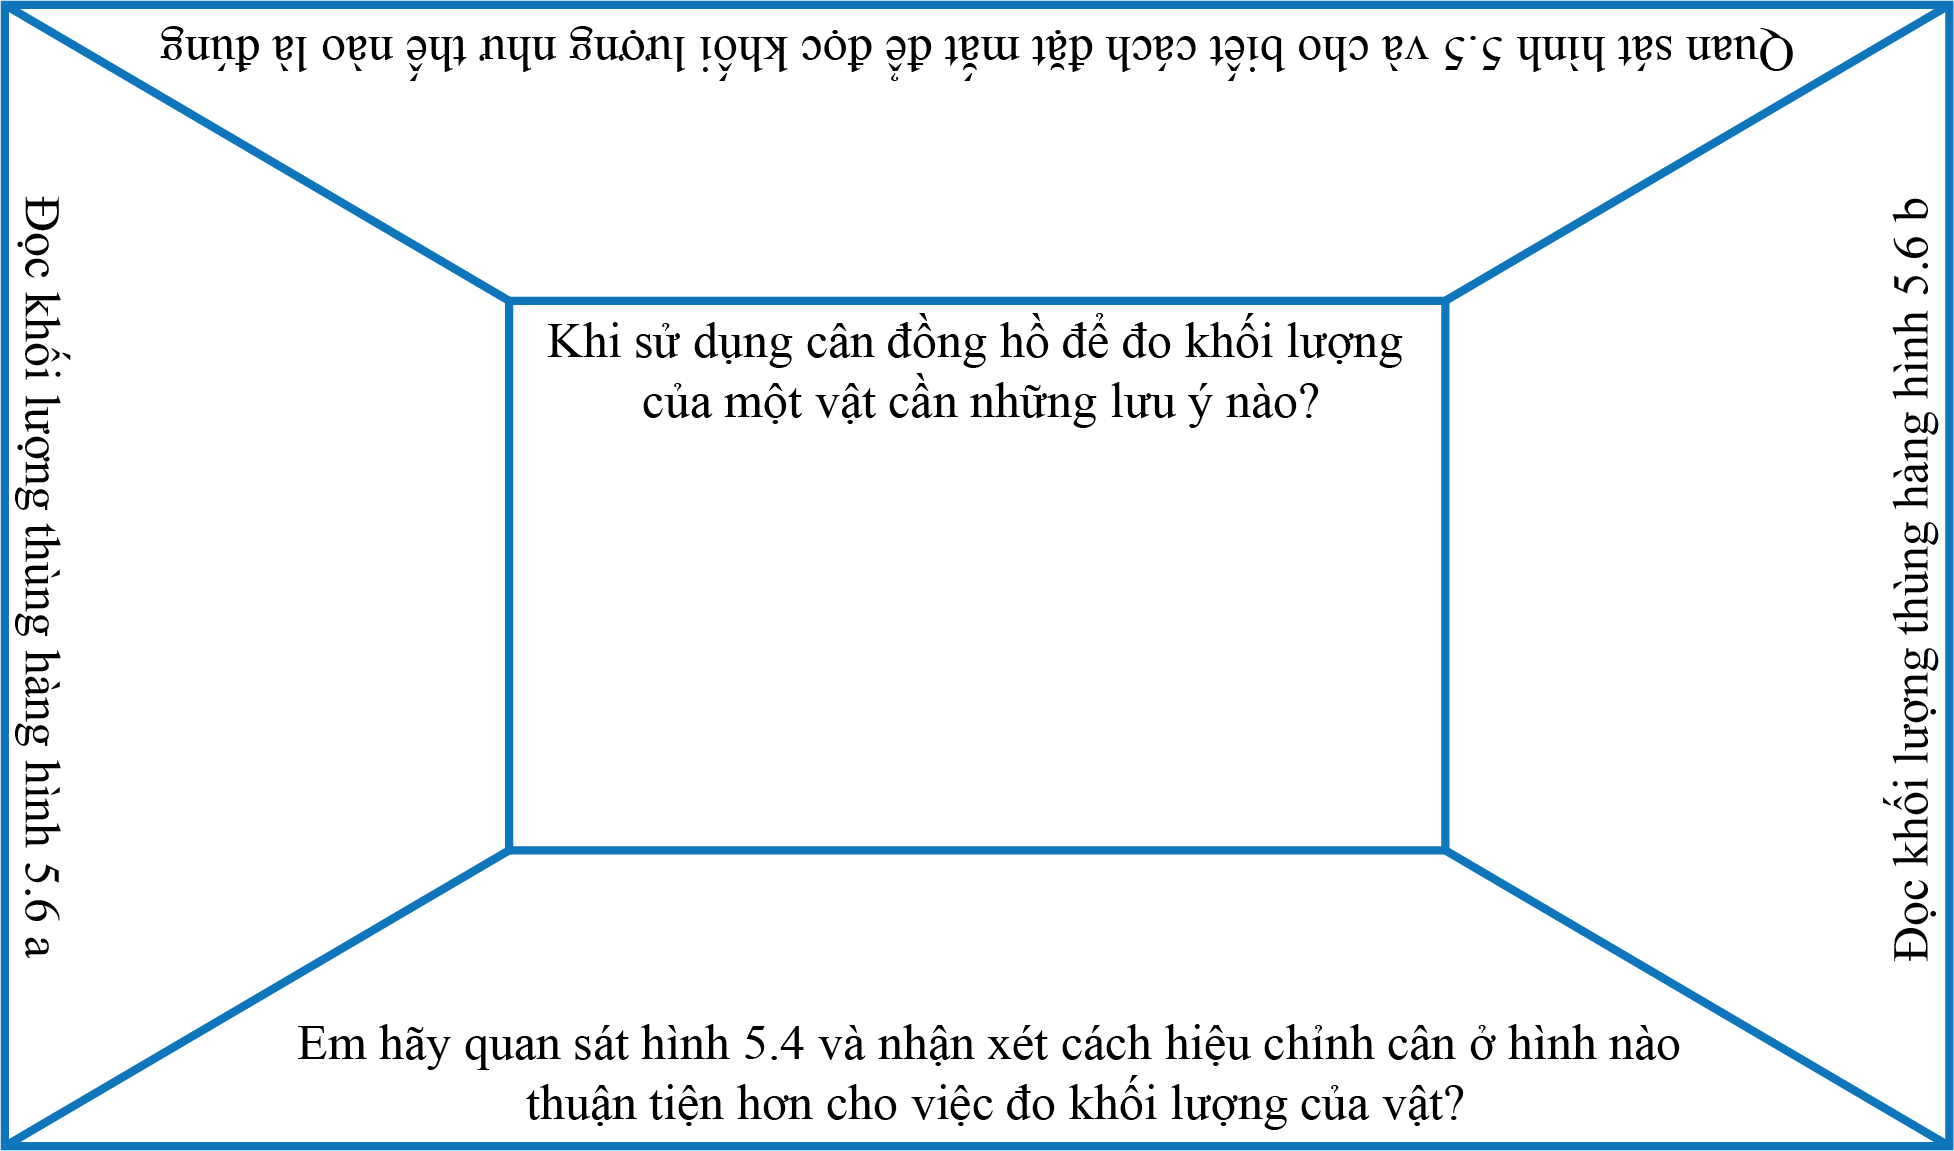 Quan sát hình 5.5 và cho biết cách đặt mắt để đọc khối lượng như thế nào là đúng
Đọc khối lượng thùng hàng hình 5.6 a
Khi sử dụng cân đồng hồ để đo khối lượng
của một vật cần những lưu ý nào?
Đọc khối lượng thùng hàng hình 5.6 b
Em hãy quan sát hình 5.4 và nhận xét cách hiệu chỉnh cân ở hình nào
thuận tiện hơn cho việc đo khối lượng của vật?